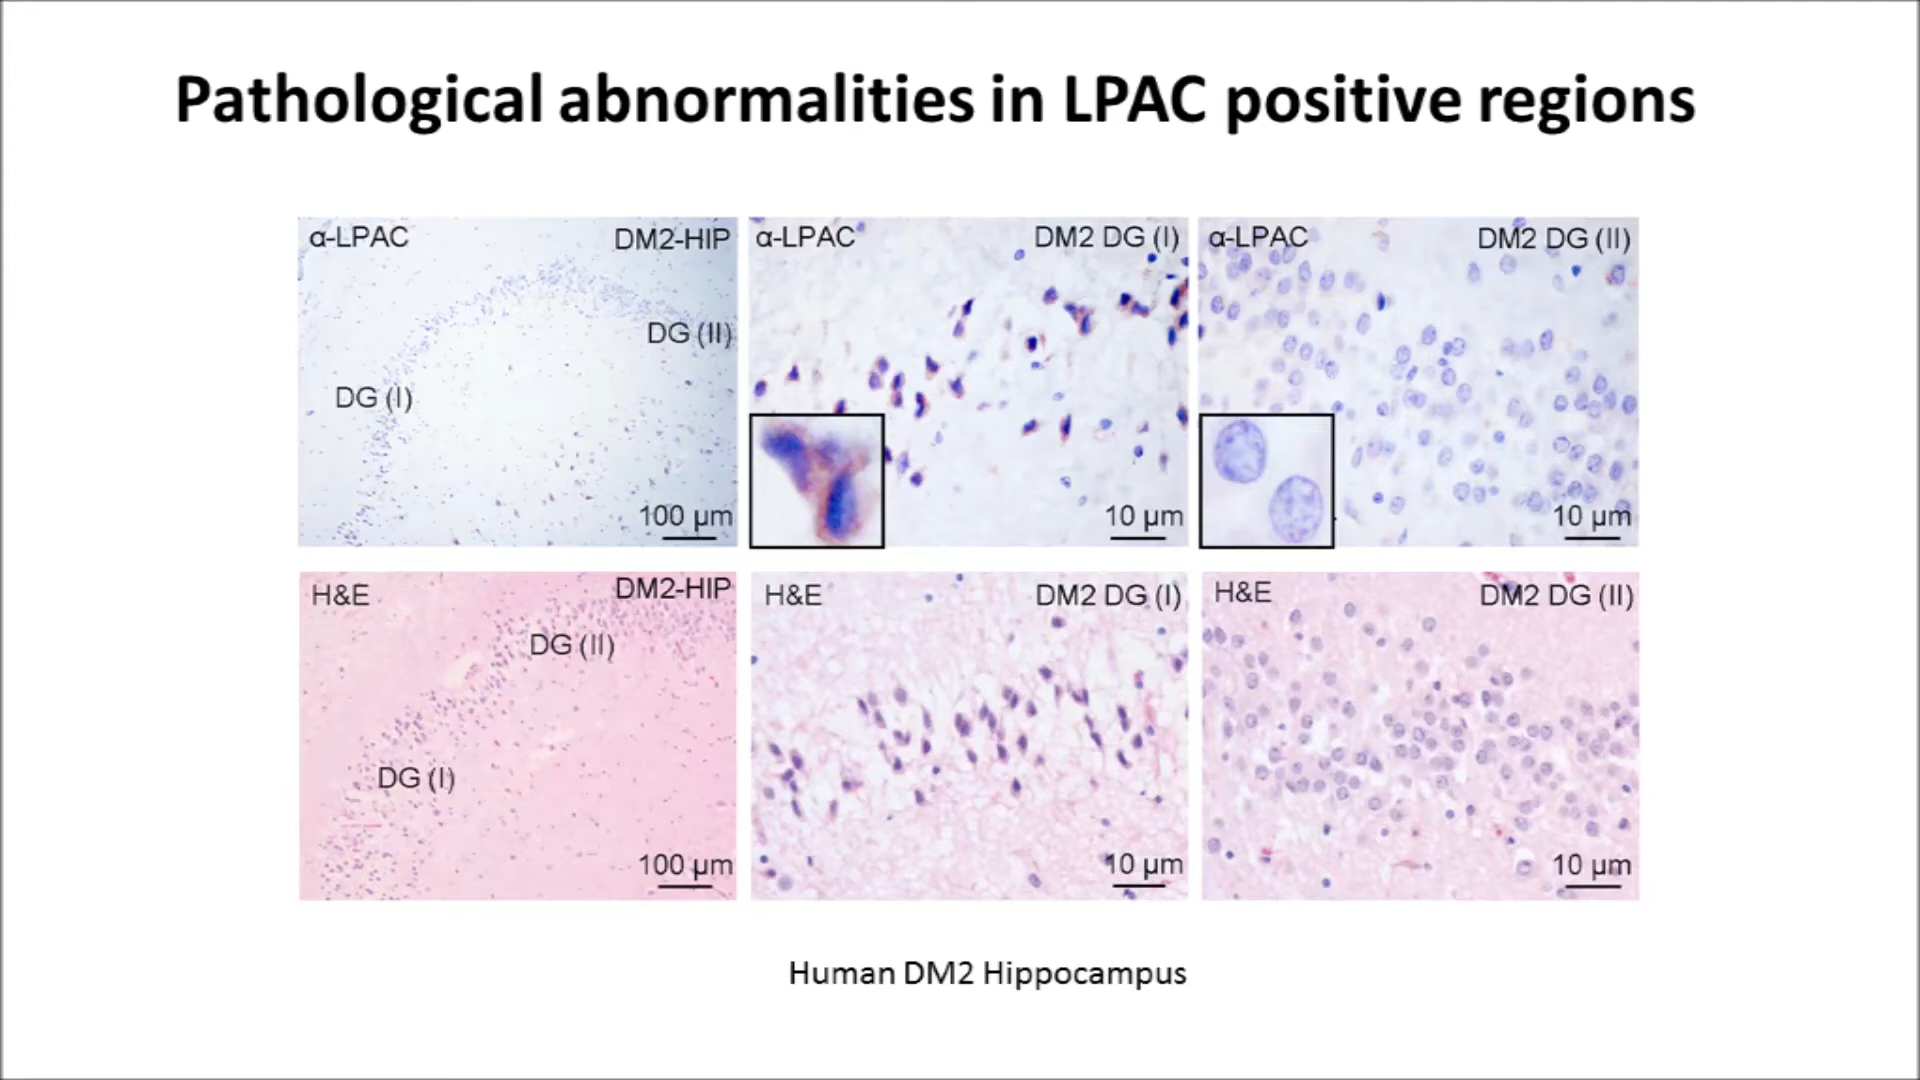 Pathological abnormalities in LPAC positive regions
α-LPAC DM2-HIP
DG (II)
DG (I)
100 µm
α-LPAC DM2 DG (I)
10 µm
α-LPAC DM2 DG (II)
10 µm
H&E DM2-HIP
DG (II)
DG (I)
100 µm
H&E DM2 DG (I)
10 µm
H&E DM2 DG (II)
10 µm
Human DM2 Hippocampus